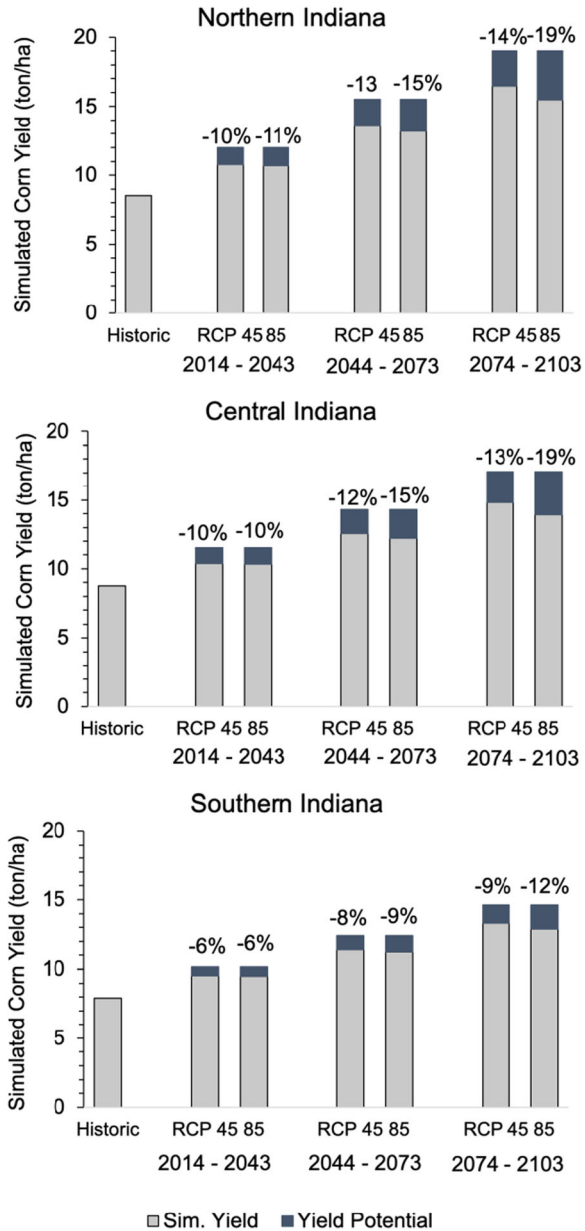 Northern Indiana
Simulated Corn Yield (ton/ha)
20
15
10
5
0
-10% -11%
-13 -15%
-14% -19%
Historic RCP 45 85 RCP 45 85 RCP 45 85
2014 - 2043 2044 - 2073 2074 - 2103
Central Indiana
Simulated Corn Yield (ton/ha)
20
15
10
5
0
-10% -10%
-12% -15%
-13% -19%
Historic RCP 45 85 RCP 45 85 RCP 45 85
2014 - 2043 2044 - 2073 2074 - 2103
Southern Indiana
Simulated Corn Yield (ton/ha)
20
15
10
5
0
-6% -6%
-8% -9%
-9% -12%
Historic RCP 45 85 RCP 45 85 RCP 45 85
2014 - 2043 2044 - 2073 2074 - 2103
Sim. Yield Yield Potential